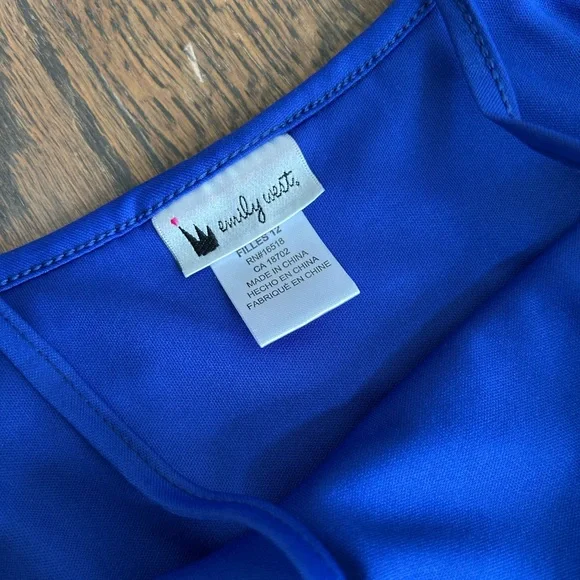 emily west.
FILLES 12
RN#16518
CA 18702
MADE IN CHINA
HECHO EN CHINA
FABRIQUÉ EN CHINE